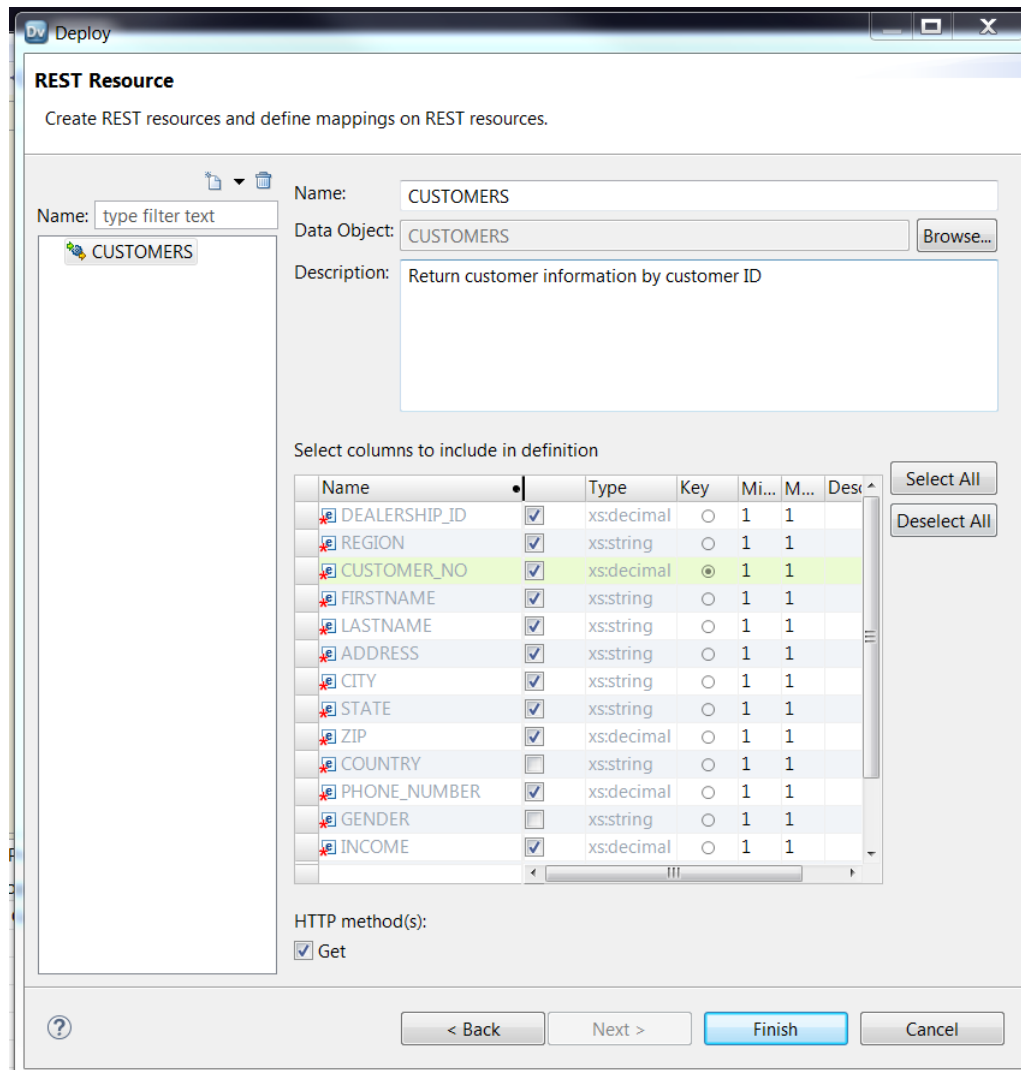 Dv Deploy
REST Resource
Create REST resources and define mappings on REST resources.
Name: type filter text
CUSTOMERS
Name: CUSTOMERS
Data Object: CUSTOMERS Browse...
Description: Return customer information by customer ID
Select columns to include in definition
Select All
Deselect All
Name Type Key Mi... M... Desc
DEALERSHIP_ID xs:decimal 1 1
REGION xs:string 1 1
CUSTOMER_NO xs:decimal 1 1
FIRSTNAME xs:string 1 1
LASTNAME xs:string 1 1
ADDRESS xs:string 1 1
CITY xs:string 1 1
STATE xs:string 1 1
ZIP xs:decimal 1 1
COUNTRY xs:string 1 1
PHONE_NUMBER xs:decimal 1 1
GENDER xs:string 1 1
INCOME xs:decimal 1 1
HTTP method(s):
Get
? < Back Next > Finish Cancel